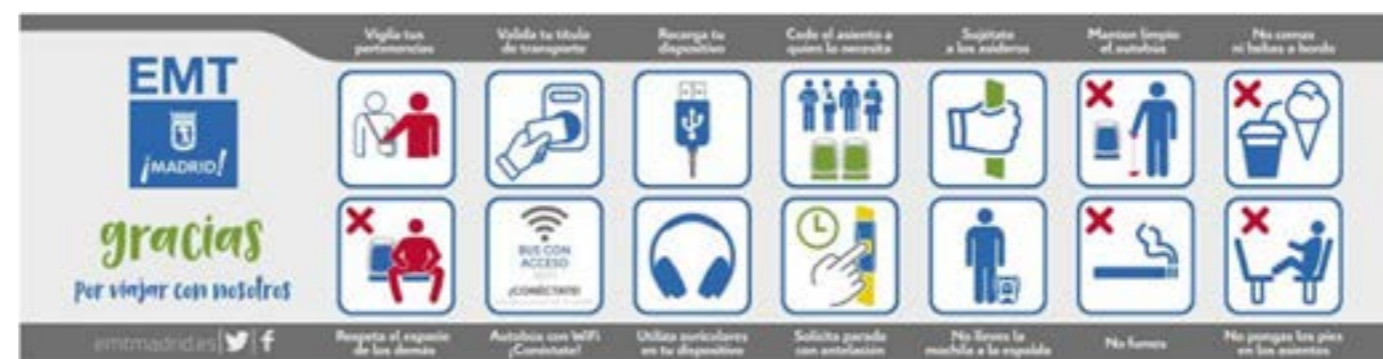 Vigila tus
pertenencias
Valida tu título
de transporte
Recarga tu
dispositivo
Cede el asiento a
quien lo necesita
Sujétate
a los asideros
Mantén limpio
el autobús
No comas
ni bebas a bordo
EMT
¡MADRID!
gracias
Por viajar con nosotros
BUS CON
ACCESO
¡CONÉCTATE!
emtmadrid.es
Respeta el espacio
de los demás
Autobús con WiFi
¡Conéctate!
Utiliza auriculares
en tu dispositivo
Solicita parada
con antelación
No lleves la
mochila a la espalda
No fumes
No pongas los pies
en los asientos